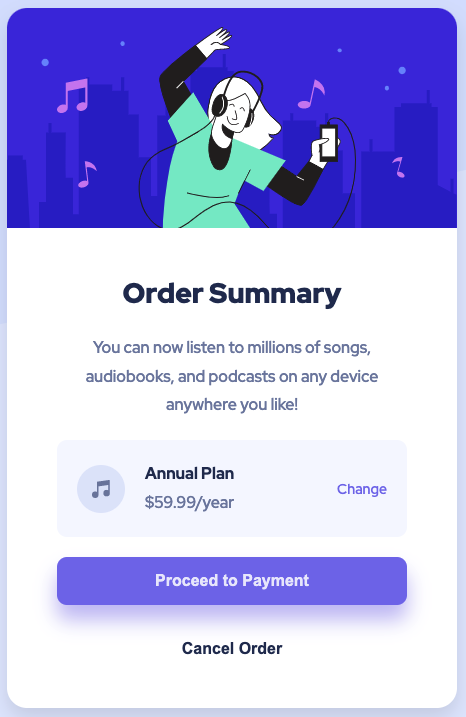 Order Summary
You can now listen to millions of songs,
audiobooks, and podcasts on any device
anywhere you like!
Annual Plan
$59.99/year
Change
Proceed to Payment
Cancel Order